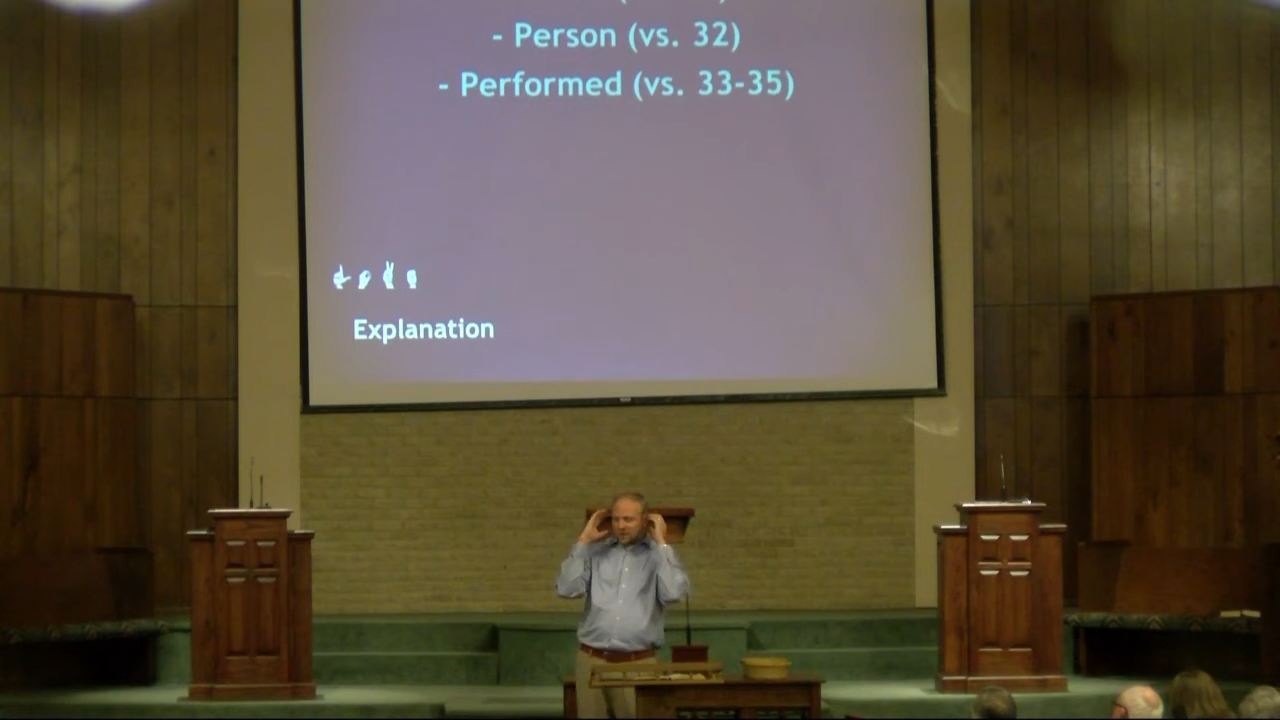 - Person (vs. 32)
- Performed (vs. 33-35)
Explanation